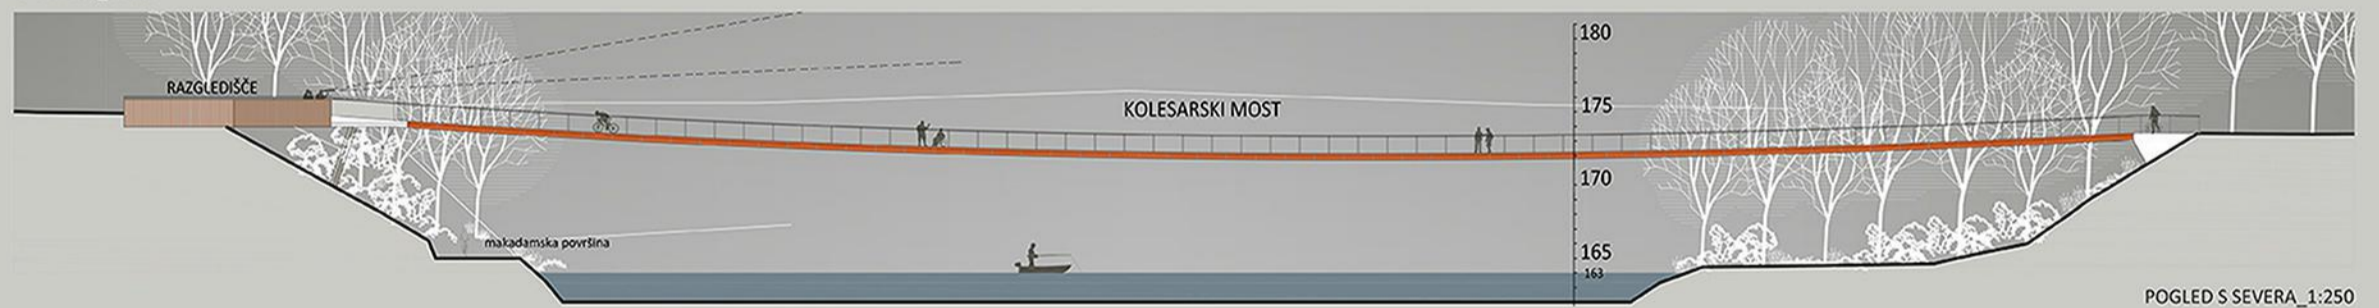 RAZGLEDIŠČE
KOLESARSKI MOST
180
175
170
165
163
makadamska površina
POGLED S SEVERA_1:250